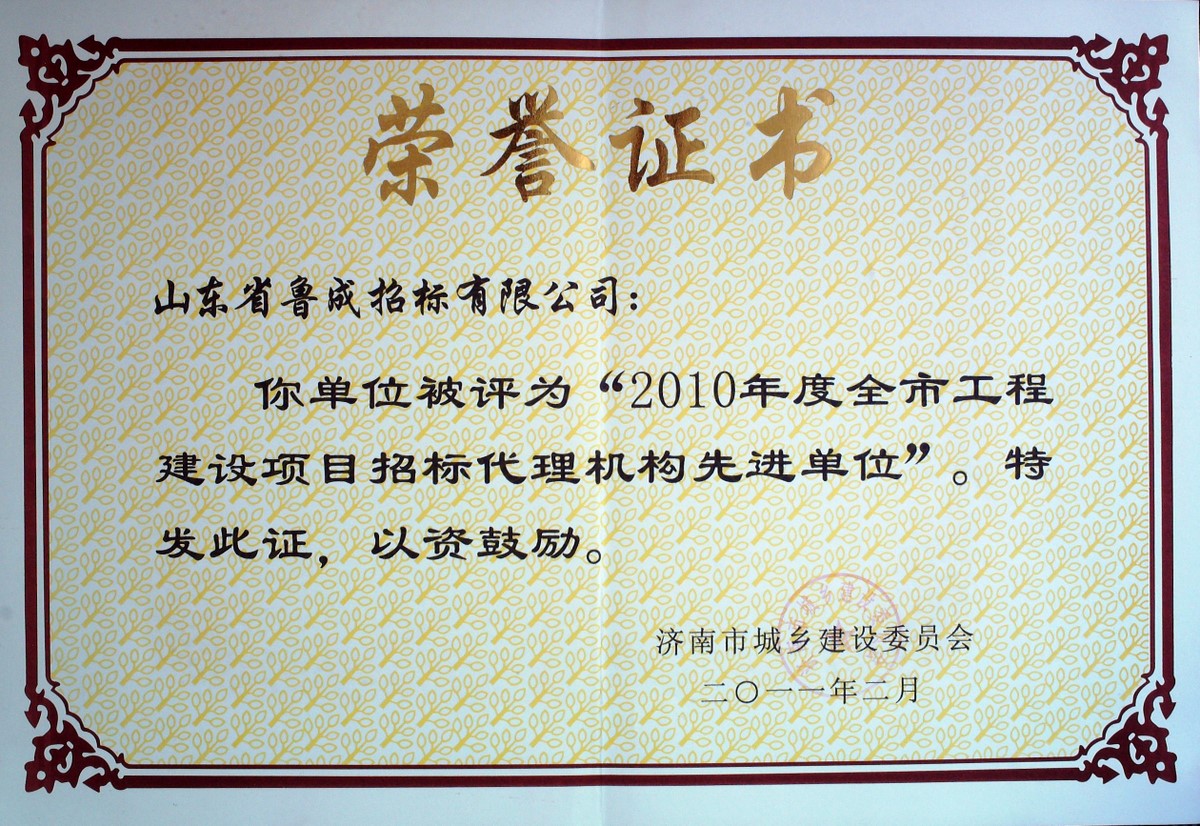 荣誉证书
山东省鲁成招标有限公司：
你单位被评为“2010年度全市工程
建设项目招标代理机构先进单位”。特
发此证，以资鼓励。
济南市城乡建设委员会
二〇一一年二月